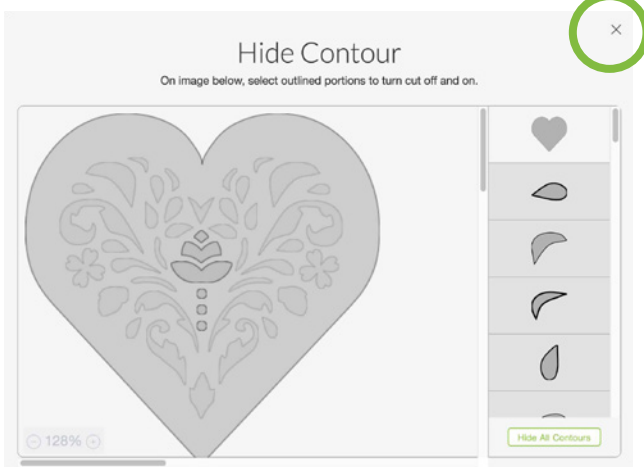 Hide Contour
On image below, select outlined portions to turn cut off and on.
128%
Hide All Contours